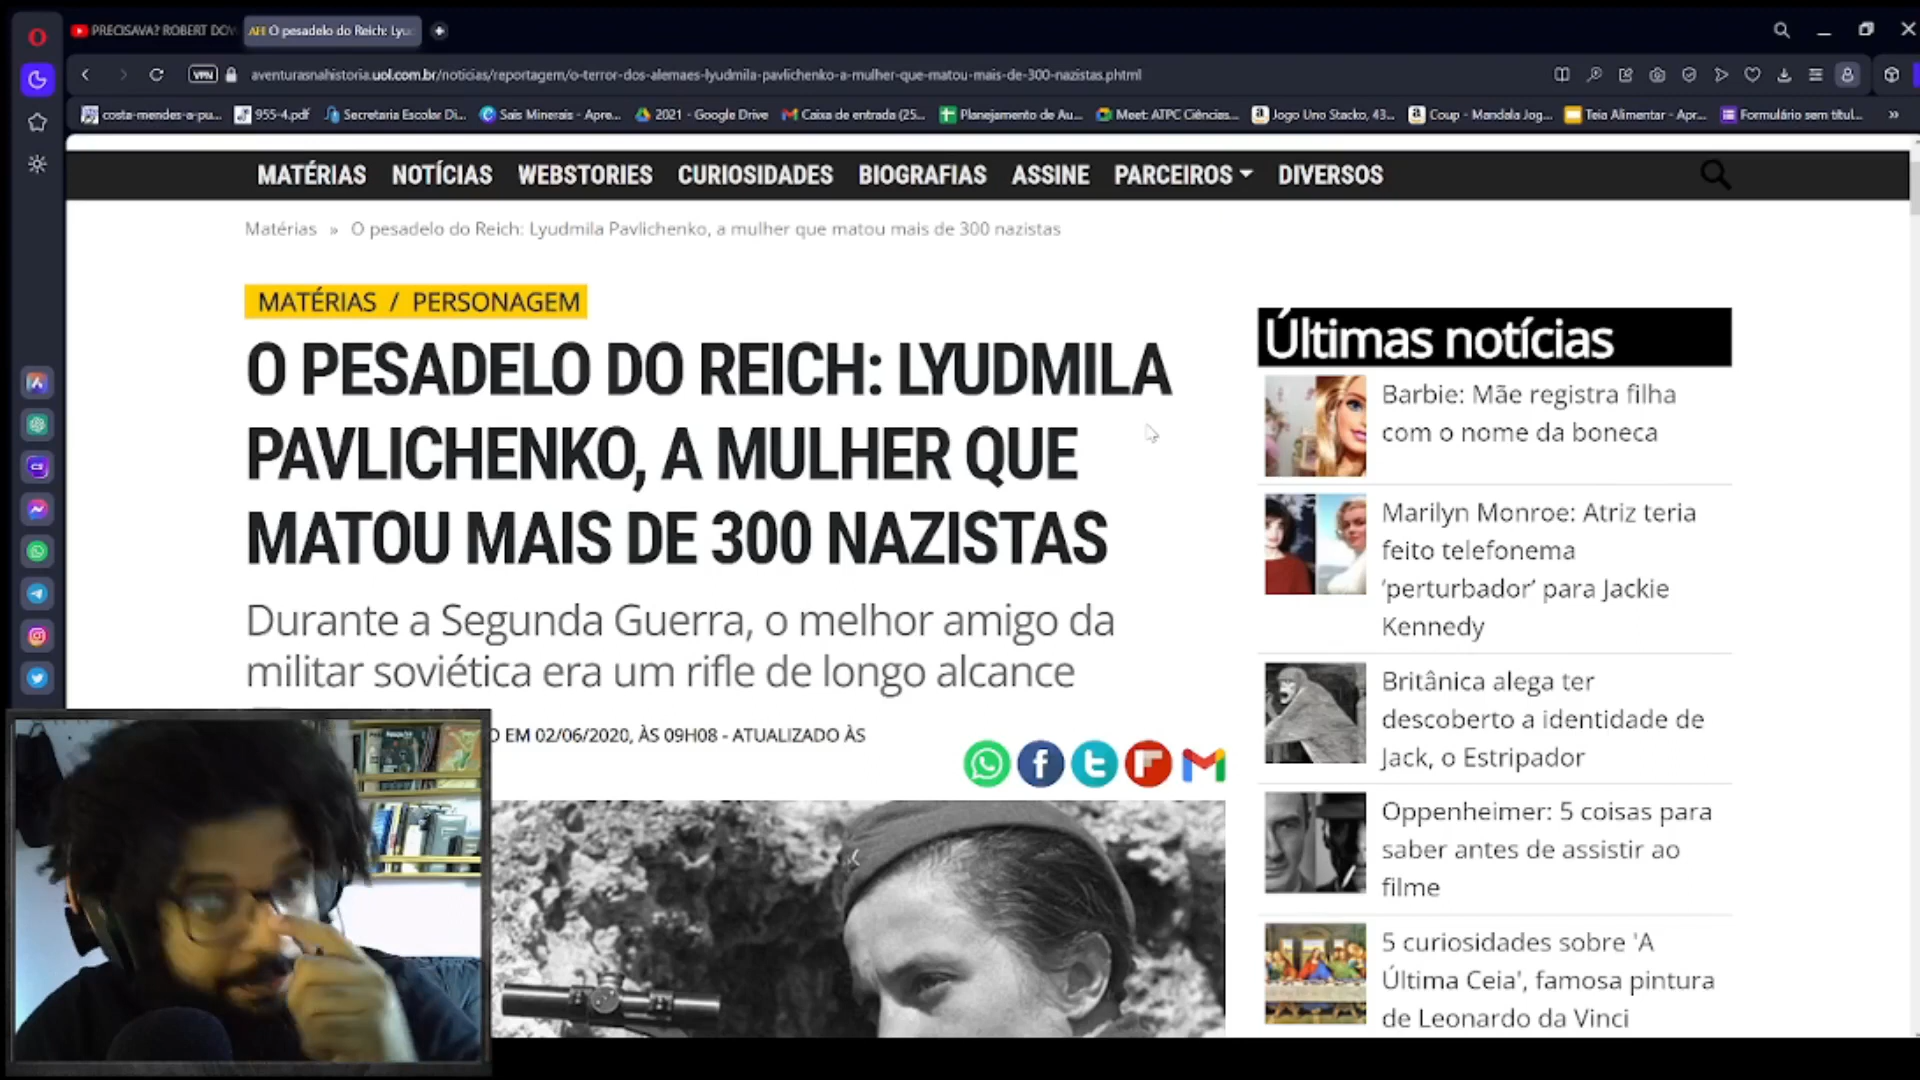 PRECISAVA? ROBERT DOW
AH O pesadelo do Reich: Lyu
VPN
aventurasnahistoria.uol.com.br/noticias/reportagem/o-terror-dos-alemaes-lyudmila-pavlichenko-a-mulher-que-matou-mais-de-300-nazistas.phtml
costa-mendes-a-pu...
955-4.pdf
Secretaria Escolar Di...
Sais Minerais - Apre...
2021 - Google Drive
Caixa de entrada (25...
Planejamento de Au...
Meet: ATPC Ciências...
Jogo Uno Stacko, 43...
Coup - Mandala Jog...
Teia Alimentar - Apr...
Formulário sem títul...
MATÉRIAS NOTÍCIAS WEBSTORIES CURIOSIDADES BIOGRAFIAS ASSINE PARCEIROS DIVERSOS
Matérias » O pesadelo do Reich: Lyudmila Pavlichenko, a mulher que matou mais de 300 nazistas
MATÉRIAS / PERSONAGEM
O PESADELO DO REICH: LYUDMILA
PAVLICHENKO, A MULHER QUE
MATOU MAIS DE 300 NAZISTAS
Durante a Segunda Guerra, o melhor amigo da
militar soviética era um rifle de longo alcance
EM 02/06/2020, ÀS 09H08 - ATUALIZADO ÀS
Últimas notícias
Barbie: Mãe registra filha
com o nome da boneca
Marilyn Monroe: Atriz teria
feito telefonema
‘perturbador’ para Jackie
Kennedy
Britânica alega ter
descoberto a identidade de
Jack, o Estripador
Oppenheimer: 5 coisas para
saber antes de assistir ao
filme
5 curiosidades sobre 'A
Última Ceia', famosa pintura
de Leonardo da Vinci